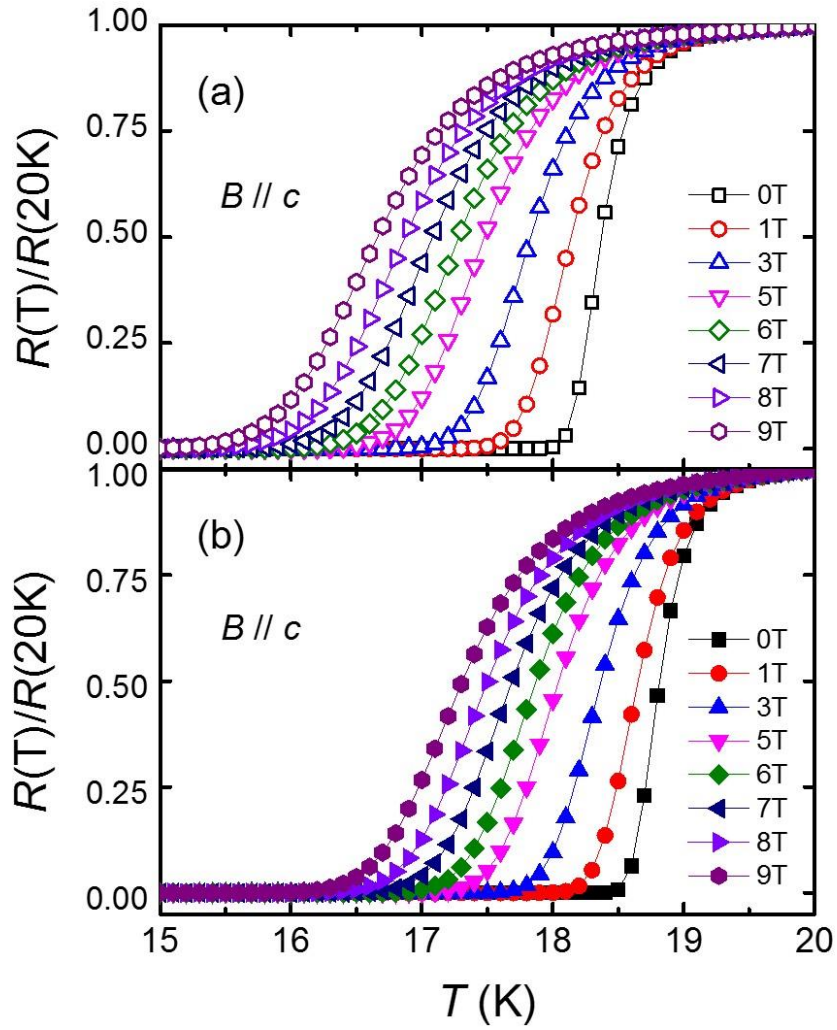 1.00
(a)
0.75
B // c
0.50
0.25
0.00
R(T)/R(20K)
0T
1T
3T
5T
6T
7T
8T
9T
1.00
(b)
0.75
B // c
0.50
0.25
0.00
R(T)/R(20K)
0T
1T
3T
5T
6T
7T
8T
9T
15 16 17 18 19 20
T (K)